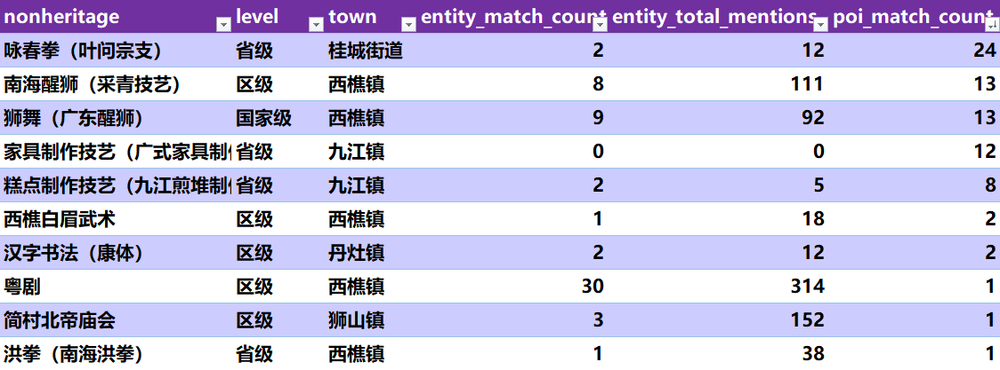 nonheritage level town entity_match_count entity_total_mentions poi_match_count
咏春拳（叶问宗支） 省级 桂城街道 2 12 24
南海醒狮（采青技艺） 区级 西樵镇 8 111 13
狮舞（广东醒狮） 国家级 西樵镇 9 92 13
家具制作技艺（广式家具制 省级 九江镇 0 0 12
糕点制作技艺（九江煎堆制 省级 九江镇 2 5 8
西樵白眉武术 区级 西樵镇 1 18 2
汉字书法（康体） 区级 丹灶镇 2 12 2
粤剧 区级 西樵镇 30 314 1
简村北帝庙会 区级 狮山镇 3 152 1
洪拳（南海洪拳） 省级 西樵镇 1 38 1